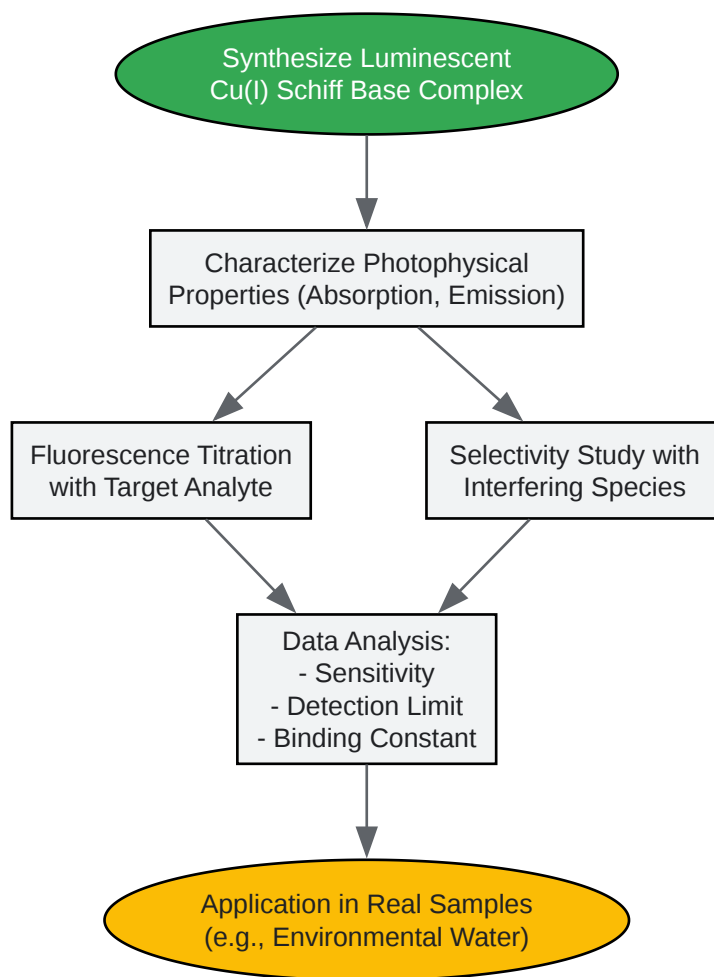 Synthesize Luminescent
Cu(I) Schiff Base Complex
Characterize Photophysical
Properties (Absorption, Emission)
Fluorescence Titration
with Target Analyte
Selectivity Study with
Interfering Species
Data Analysis:
- Sensitivity
- Detection Limit
- Binding Constant
Application in Real Samples
(e.g., Environmental Water)